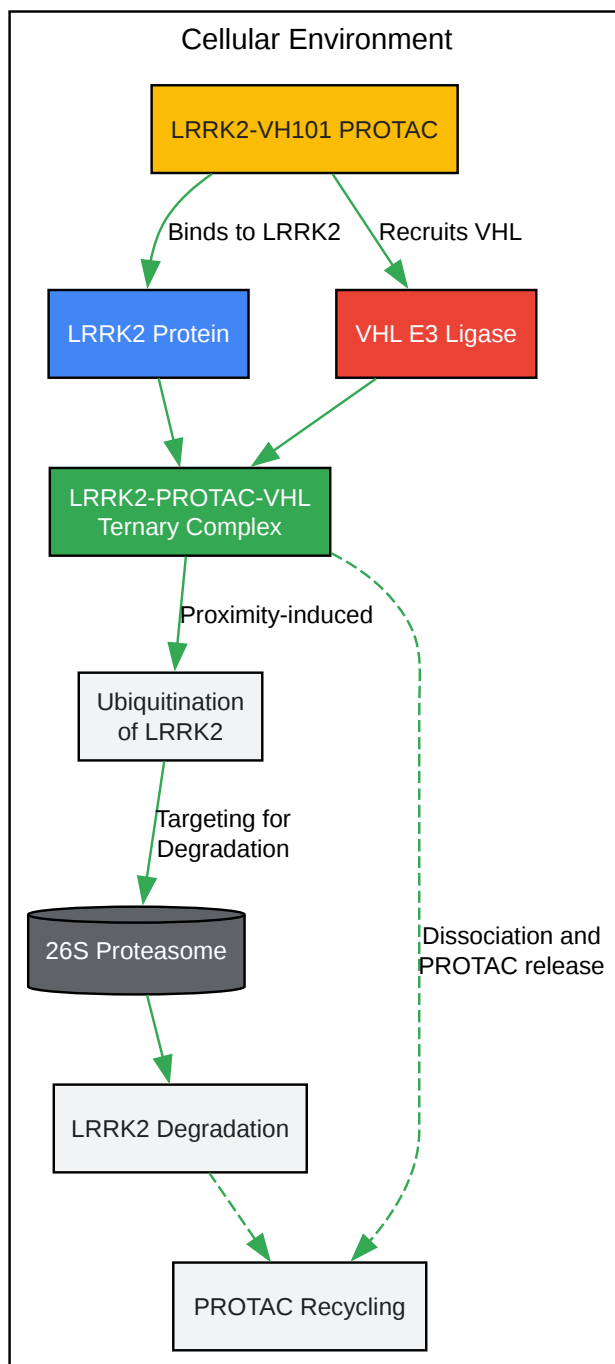 Cellular Environment
LRRK2-VH101 PROTAC
Binds to LRRK2
Recruits VHL
LRRK2 Protein
VHL E3 Ligase
LRRK2-PROTAC-VHL
Ternary Complex
Proximity-induced
Ubiquitination
of LRRK2
Targeting for
Degradation
26S Proteasome
Dissociation and
PROTAC release
LRRK2 Degradation
PROTAC Recycling